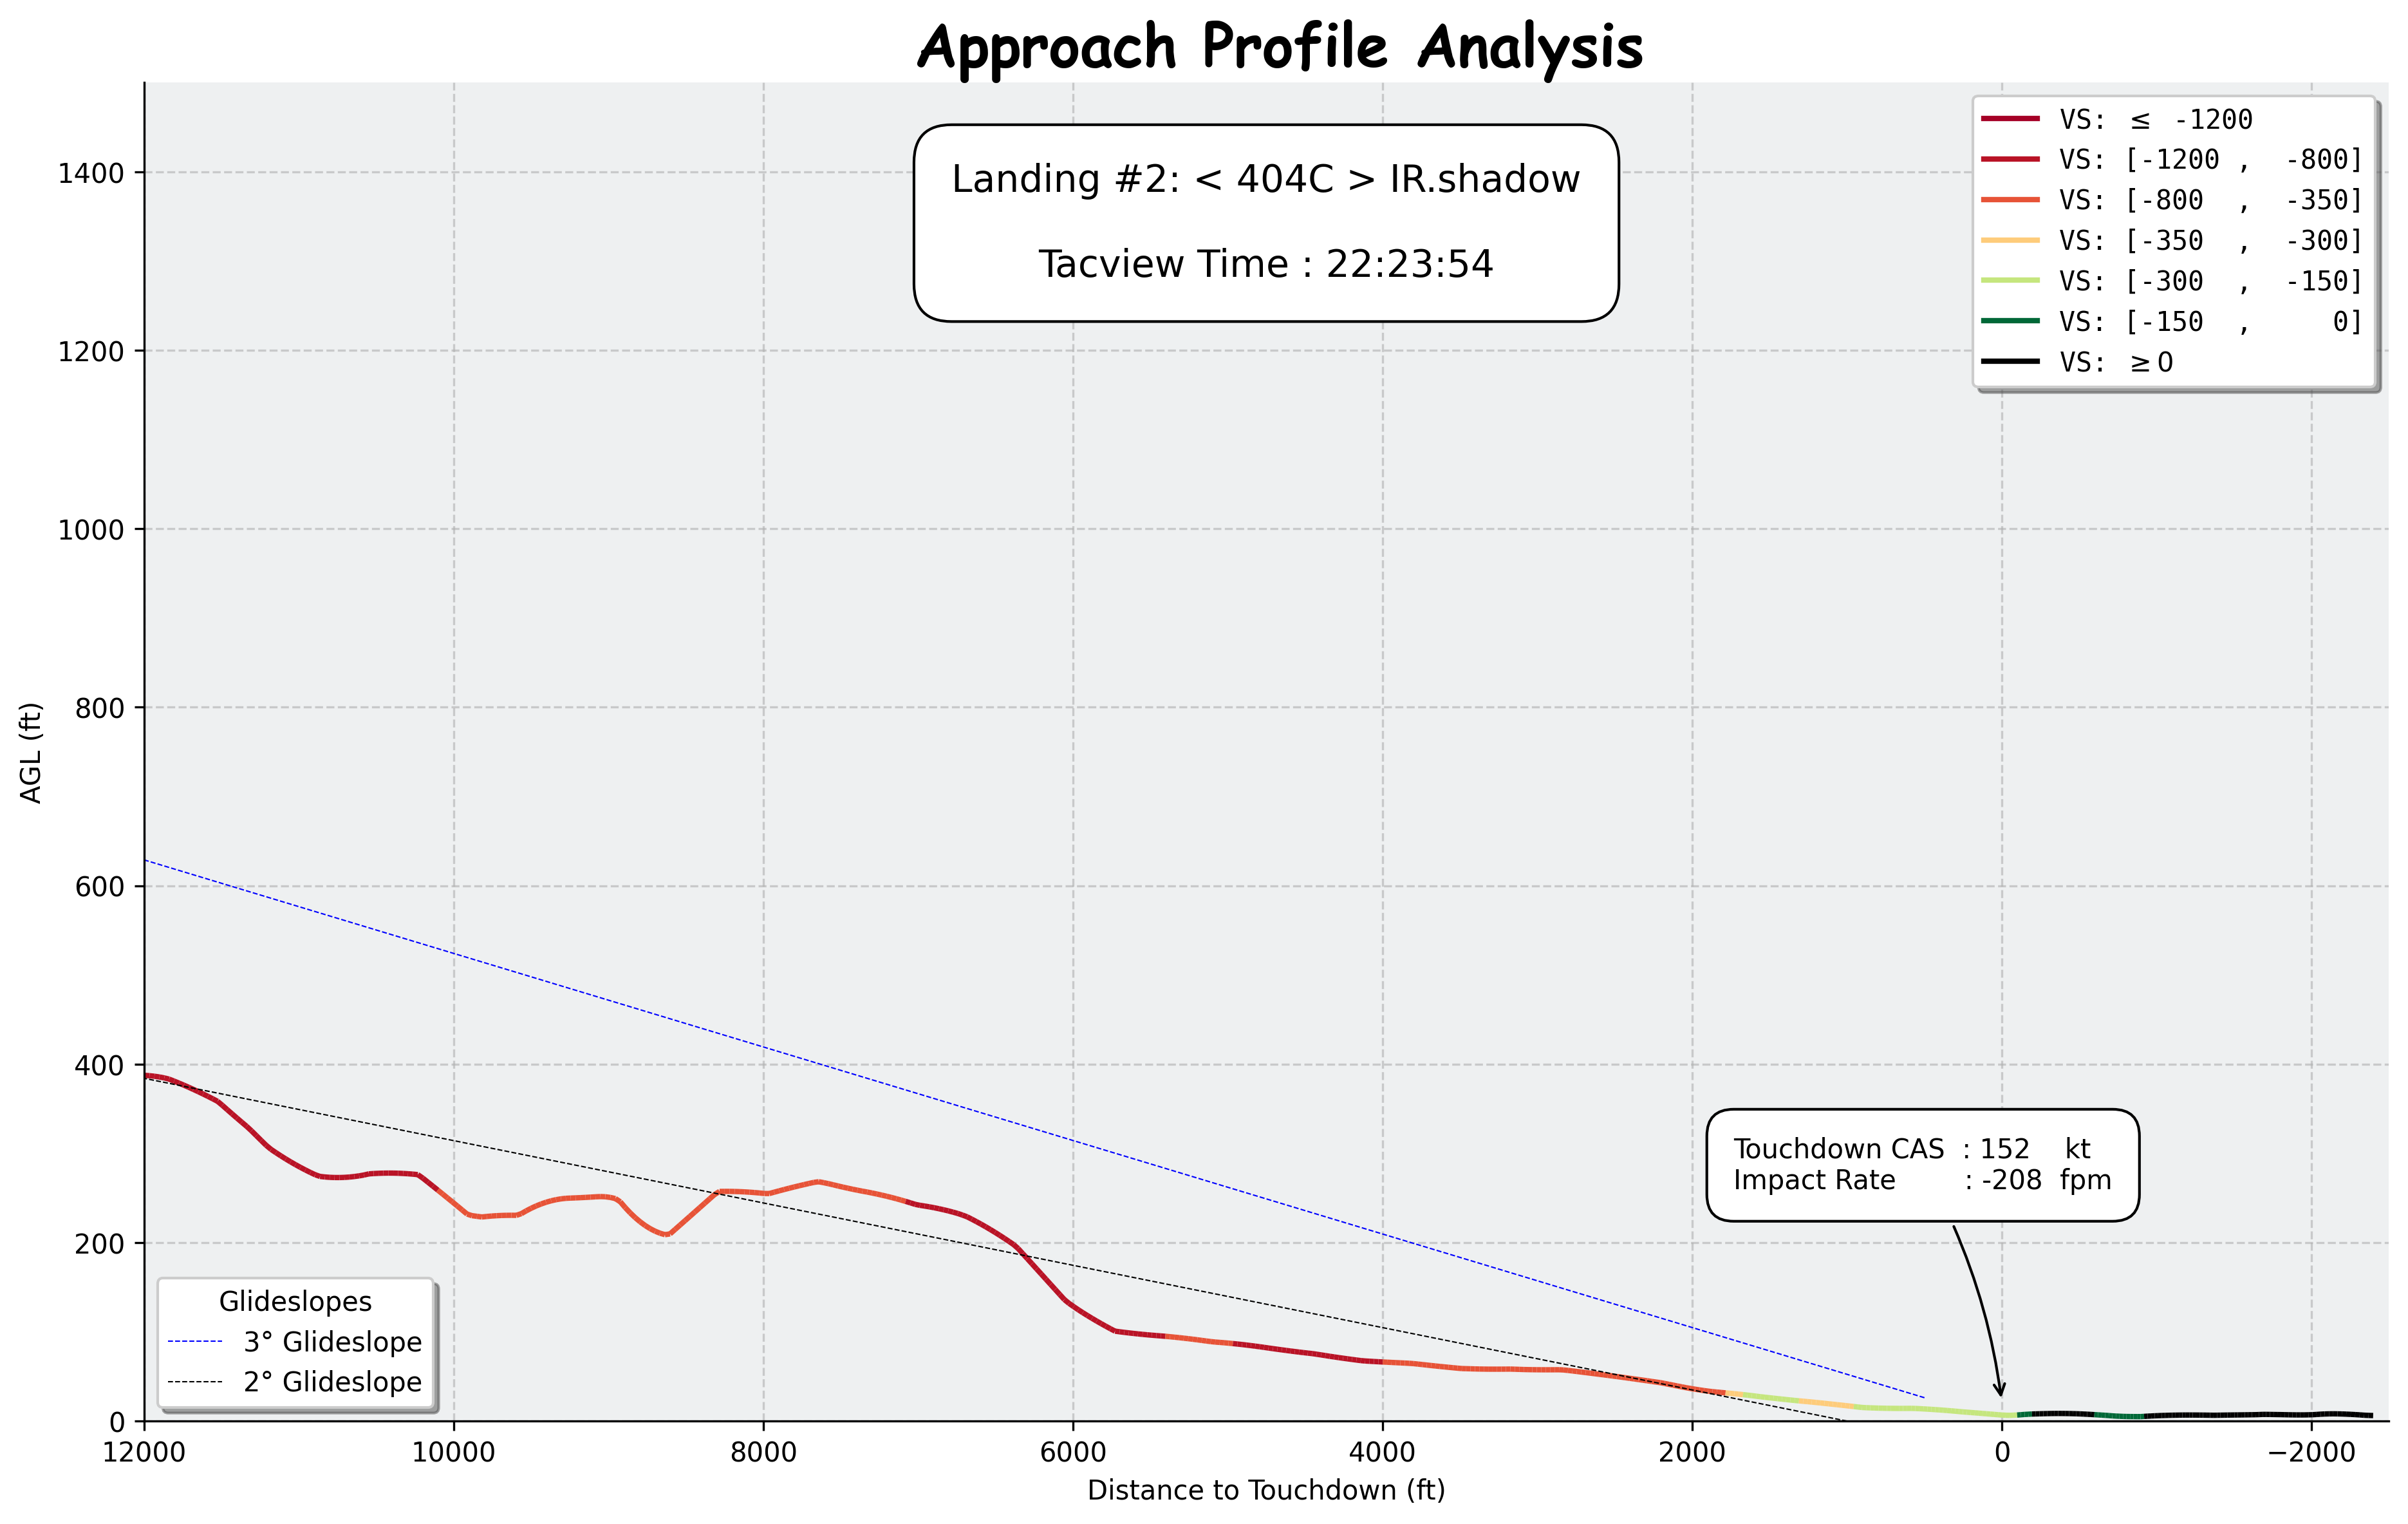 Approach Profile Analysis
Landing #2: < 404C > IR.shadow
Tacview Time : 22:23:54
VS: ≤ -1200
VS: [-1200 , -800]
VS: [-800 , -350]
VS: [-350 , -300]
VS: [-300 , -150]
VS: [-150 , 0]
VS: ≥0
AGL (ft)
1400
1200
1000
800
600
400
200
0
Touchdown CAS : 152 kt
Impact Rate : -208 fpm
Glideslopes
3° Glideslope
2° Glideslope
12000 10000 8000 6000 4000 2000 0 −2000
Distance to Touchdown (ft)